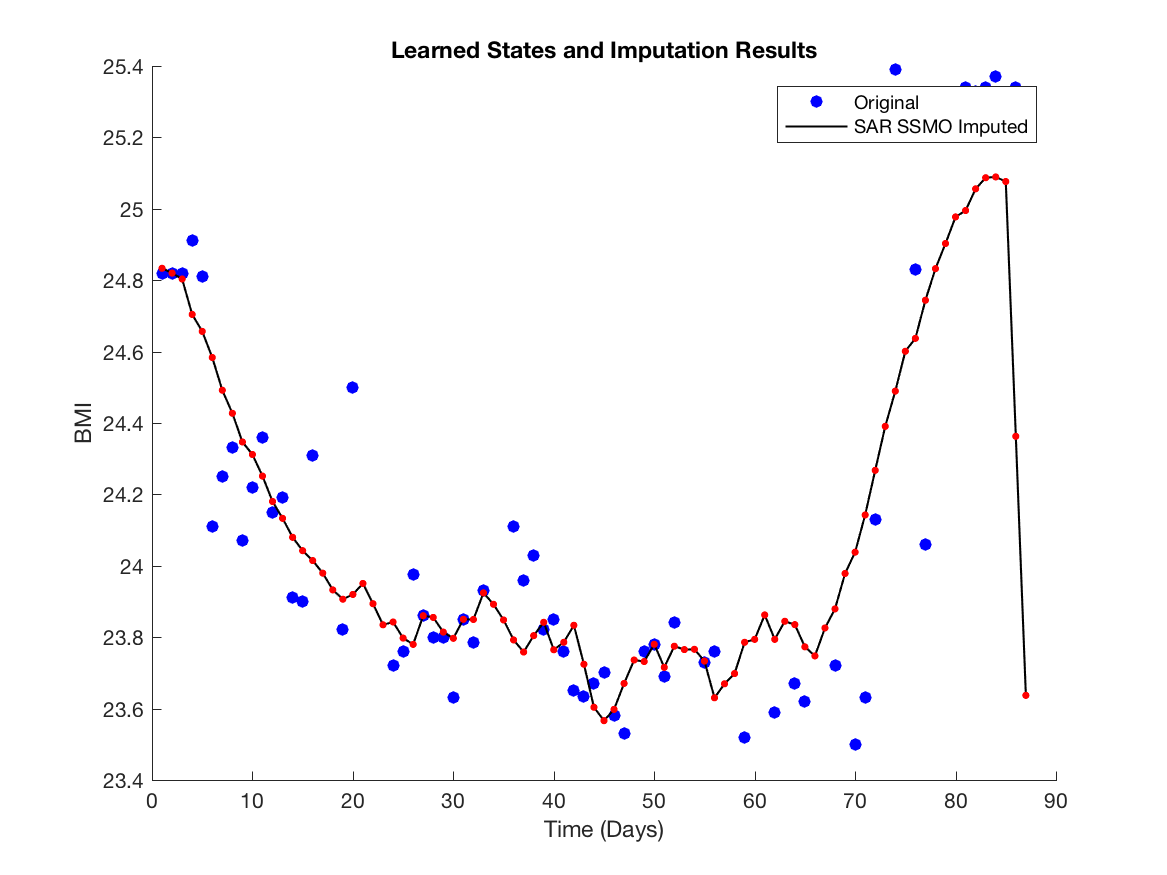 Learned States and Imputation Results
25.4
25.2
25
24.8
24.6
24.4
24.2
24
23.8
23.6
23.4
BMI
Original
SAR SSMO Imputed
0 10 20 30 40 50 60 70 80 90
Time (Days)